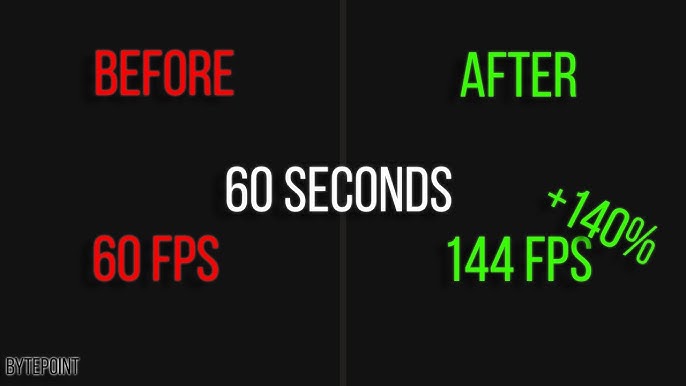 BEFORE
AFTER
60 SECONDS
+140%
60 FPS
144 FPS
BYTEPOINT